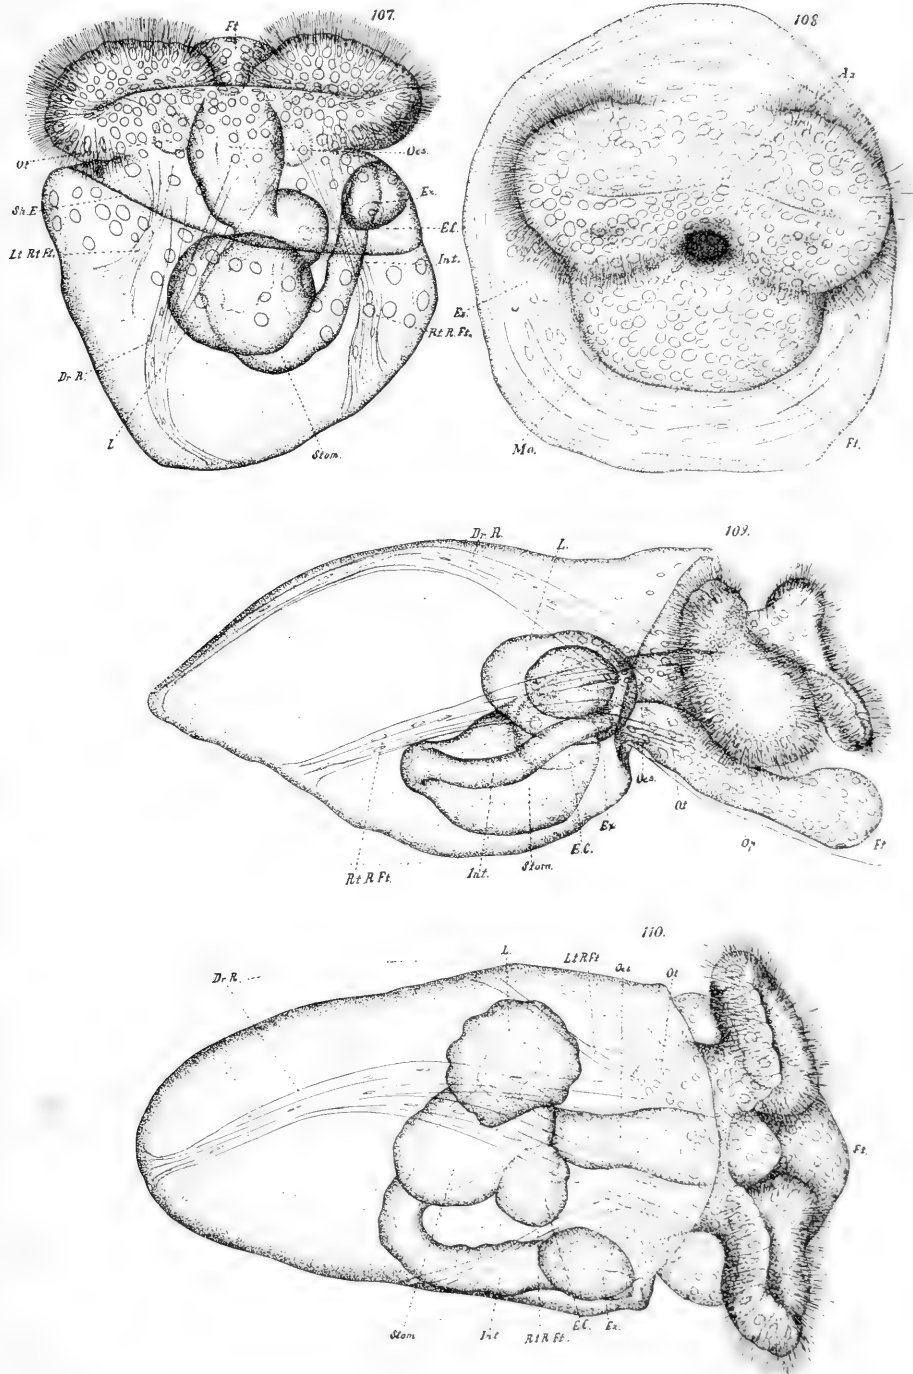 107.
Ft
Ot
Sh. E
Lt Rt Ft.
Dr R.
L
Oes.
Ex.
E.C.
Int.
Rt. R. Ft.
Stom.
108
Ex.
Mo.
Ft.
109.
Dr. R.
L.
Oes.
Ot
Op
Ft
Ex
E.C.
Stom.
Int.
Rt R Ft.
110.
Dr R.
L.
Lt R Ft
Oes
Ot
Ft.
Stom
Int
Rt R Ft.
E.C.
Ex.